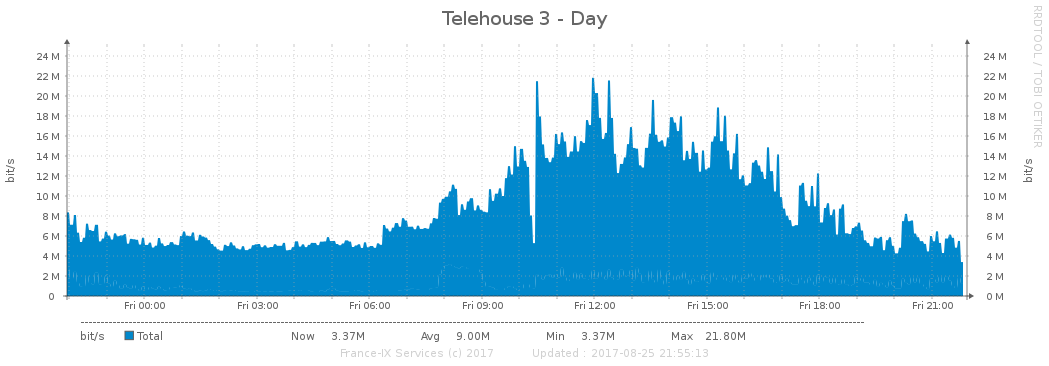 Telehouse 3 - Day
RRDTOOL / TOBI OETIKER
24 M 24 M
22 M 22 M
20 M 20 M
18 M 18 M
16 M 16 M
14 M 14 M
12 M 12 M
10 M 10 M
8 M 8 M
6 M 6 M
4 M 4 M
2 M 2 M
0 0 M
bit/s bit/s
Fri 00:00 Fri 03:00 Fri 06:00 Fri 09:00 Fri 12:00 Fri 15:00 Fri 18:00 Fri 21:00
bit/s Total Now 3.37M Avg 9.00M Min 3.37M Max 21.80M
France-IX Services (c) 2017 Updated : 2017-08-25 21:55:13